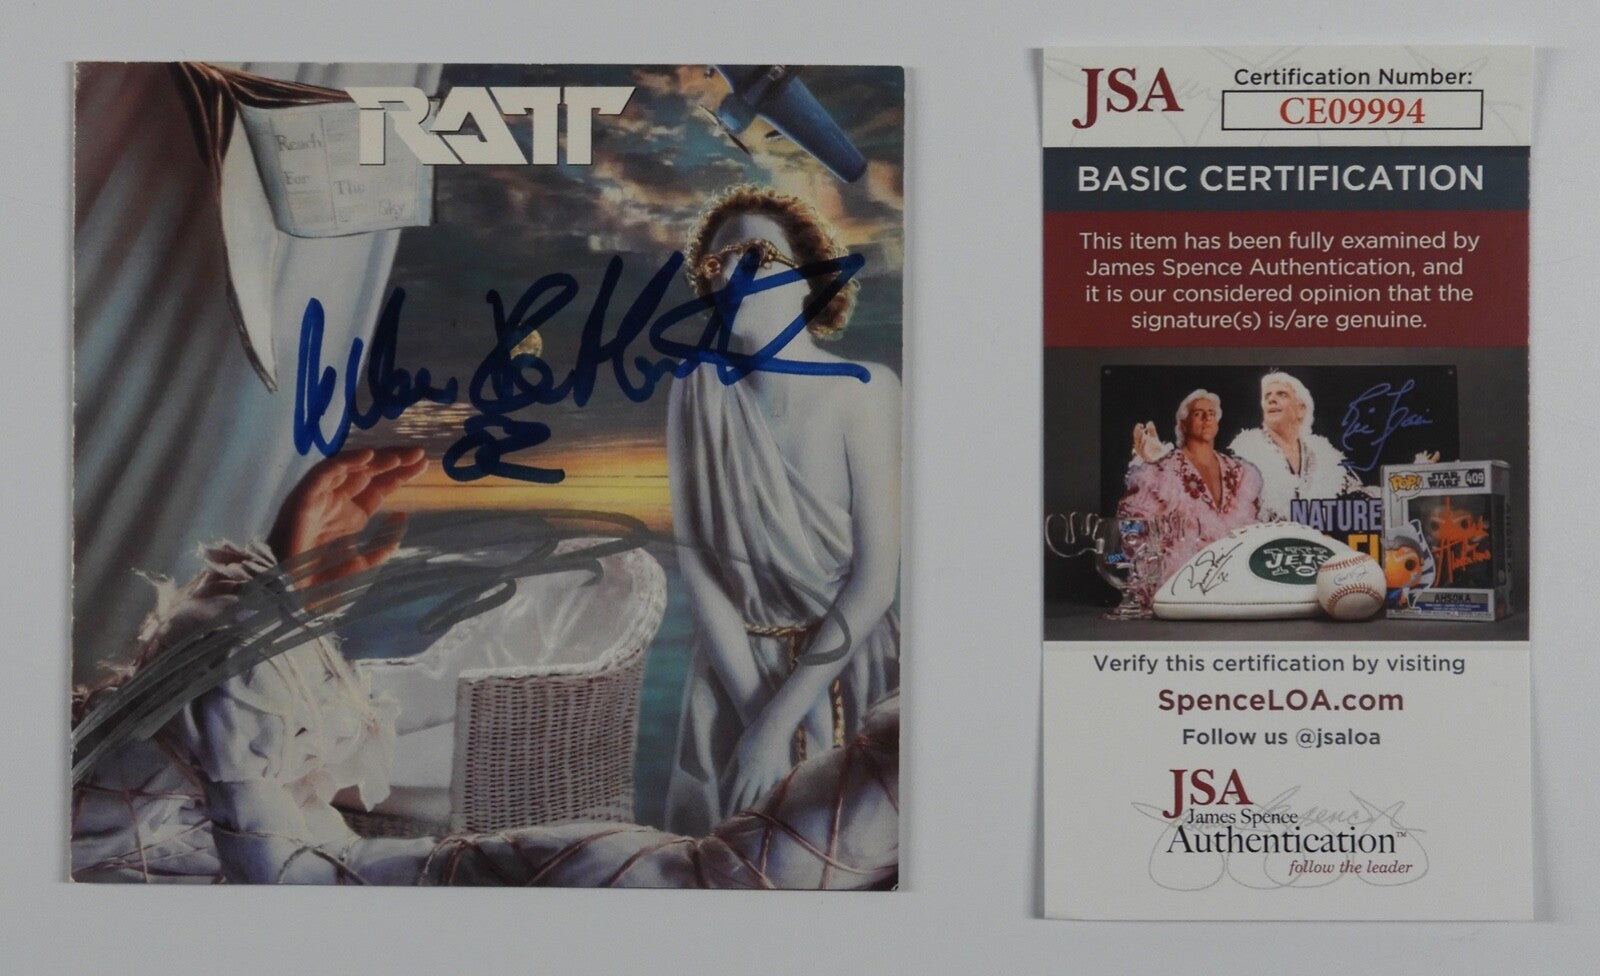 RATT
Reach
For The
Sky
JSA
Certification Number:
CE09994
BASIC CERTIFICATION
This item has been fully examined by
James Spence Authentication, and
it is our considered opinion that the
signature(s) is/are genuine.
NATURE
JETS
POP!
STAR
WARS
409
AHSOKA
Verify this certification by visiting
SpenceLOA.com
Follow us @jsaloa
JSA
James Spence
Authentication™
follow the leader